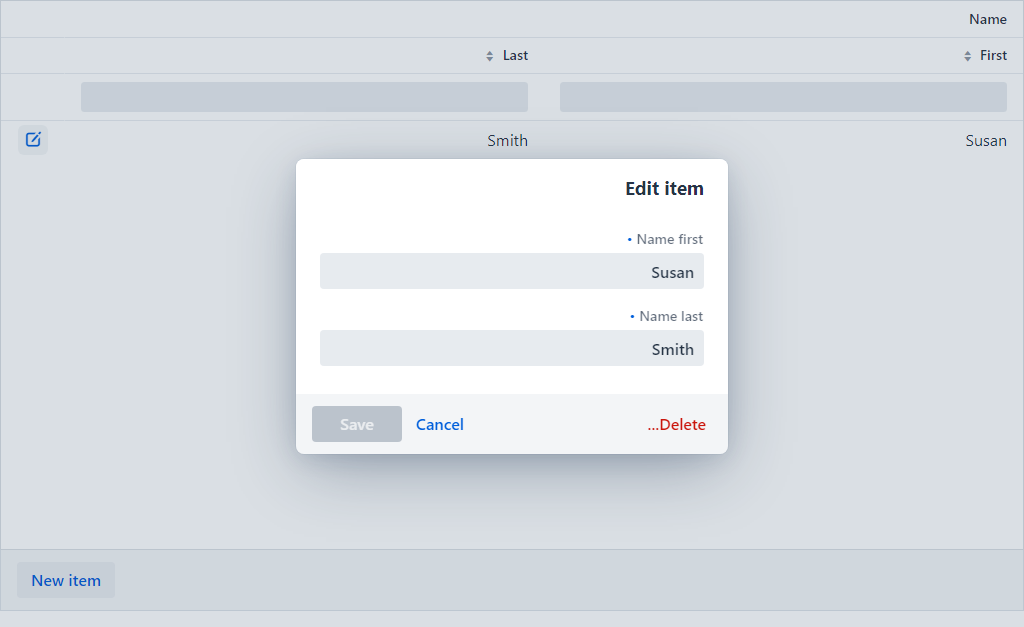 Name
First
Last
Susan
Smith
Edit item
• Name first
Susan
• Name last
Smith
...Delete
Cancel
Save
New item